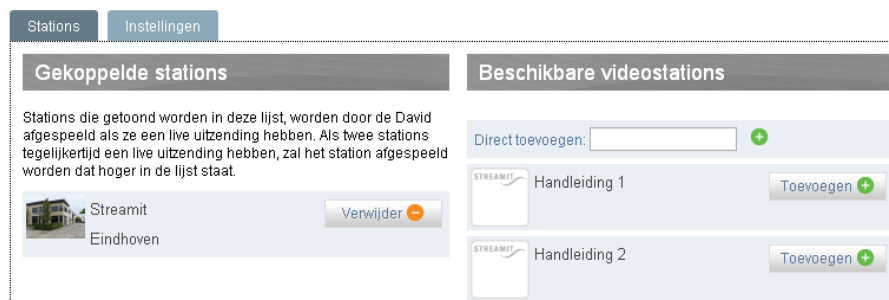 Stations
Instellingen
Gekoppelde stations
Stations die getoond worden in deze lijst, worden door de David
afgespeeld als ze een live uitzending hebben. Als twee stations
tegelijkertijd een live uitzending hebben, zal het station afgespeeld
worden dat hoger in de lijst staat.
Streamit
Eindhoven
Verwijder
Beschikbare videostations
Direct toevoegen:
STREAMIT
Handleiding 1
Toevoegen
STREAMIT
Handleiding 2
Toevoegen